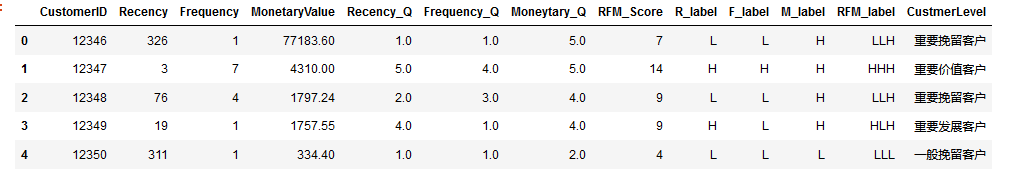 CustomerID Recency Frequency MonetaryValue Recency_Q Frequency_Q Moneytary_Q RFM_Score R_label F_label M_label RFM_label CustmerLevel
0 12346 326 1 77183.60 1.0 1.0 5.0 7 L L H LLH 重要挽留客户
1 12347 3 7 4310.00 5.0 4.0 5.0 14 H H H HHH 重要价值客户
2 12348 76 4 1797.24 2.0 3.0 4.0 9 L L H LLH 重要挽留客户
3 12349 19 1 1757.55 4.0 1.0 4.0 9 H L H HLH 重要发展客户
4 12350 311 1 334.40 1.0 1.0 2.0 4 L L L LLL 一般挽留客户